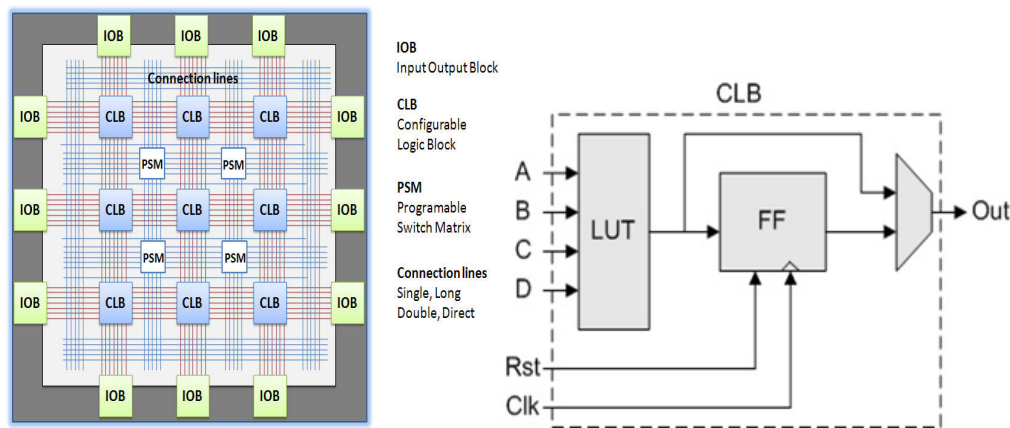 IOB IOB IOB
Connection lines
IOB CLB CLB CLB IOB
PSM PSM
IOB CLB CLB CLB IOB
PSM PSM
IOB CLB CLB CLB IOB
IOB IOB IOB
IOB
Input Output Block
CLB
Configurable
Logic Block
PSM
Programable
Switch Matrix
Connection lines
Single, Long
Double, Direct
CLB
A
B
C
D
LUT
FF
Out
Rst
Clk